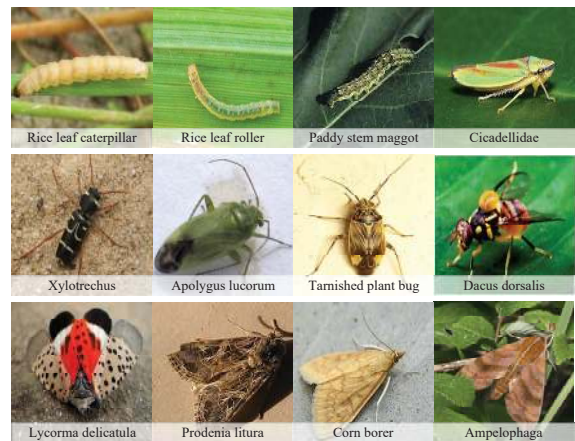 Rice leaf caterpillar
Rice leaf roller
Paddy stem maggot
Cicadellidae
Xylotrechus
Apolygus lucorum
Tarnished plant bug
Dacus dorsalis
Lycorma delicatula
Prodenia litura
Corn borer
Ampelophaga